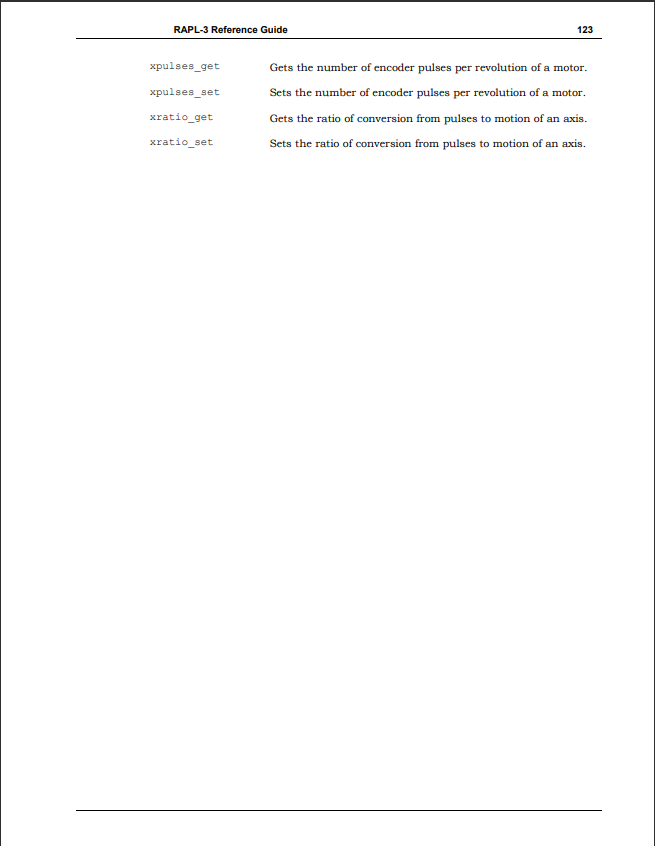 RAPL-3 Reference Guide 123
xpulses_get Gets the number of encoder pulses per revolution of a motor.
xpulses_set Sets the number of encoder pulses per revolution of a motor.
xratio_get Gets the ratio of conversion from pulses to motion of an axis.
xratio_set Sets the ratio of conversion from pulses to motion of an axis.